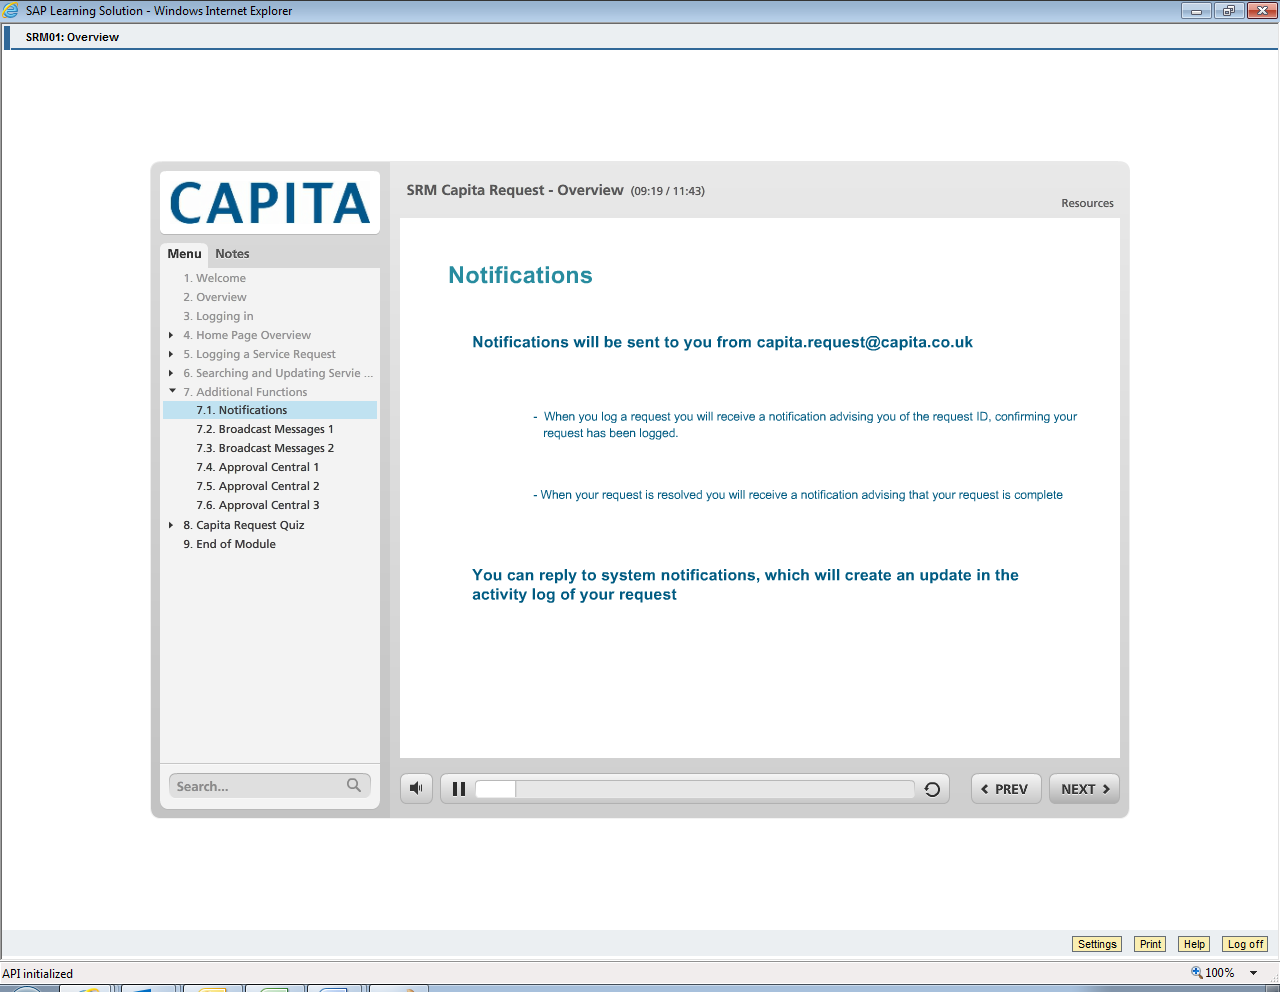 SAP Learning Solution - Windows Internet Explorer
SRM01: Overview
CAPITA
SRM Capita Request - Overview (09:19 / 11:43)
Resources
Menu Notes
1. Welcome
2. Overview
3. Logging in
4. Home Page Overview
5. Logging a Service Request
6. Searching and Updating Servie ...
7. Additional Functions
7.1. Notifications
7.2. Broadcast Messages 1
7.3. Broadcast Messages 2
7.4. Approval Central 1
7.5. Approval Central 2
7.6. Approval Central 3
8. Capita Request Quiz
9. End of Module
Search...
Notifications
Notifications will be sent to you from capita.request@capita.co.uk
- When you log a request you will receive a notification advising you of the request ID, confirming your
request has been logged.
- When your request is resolved you will receive a notification advising that your request is complete
You can reply to system notifications, which will create an update in the
activity log of your request
PREV NEXT
Settings Print Help Log off
API initialized
100%